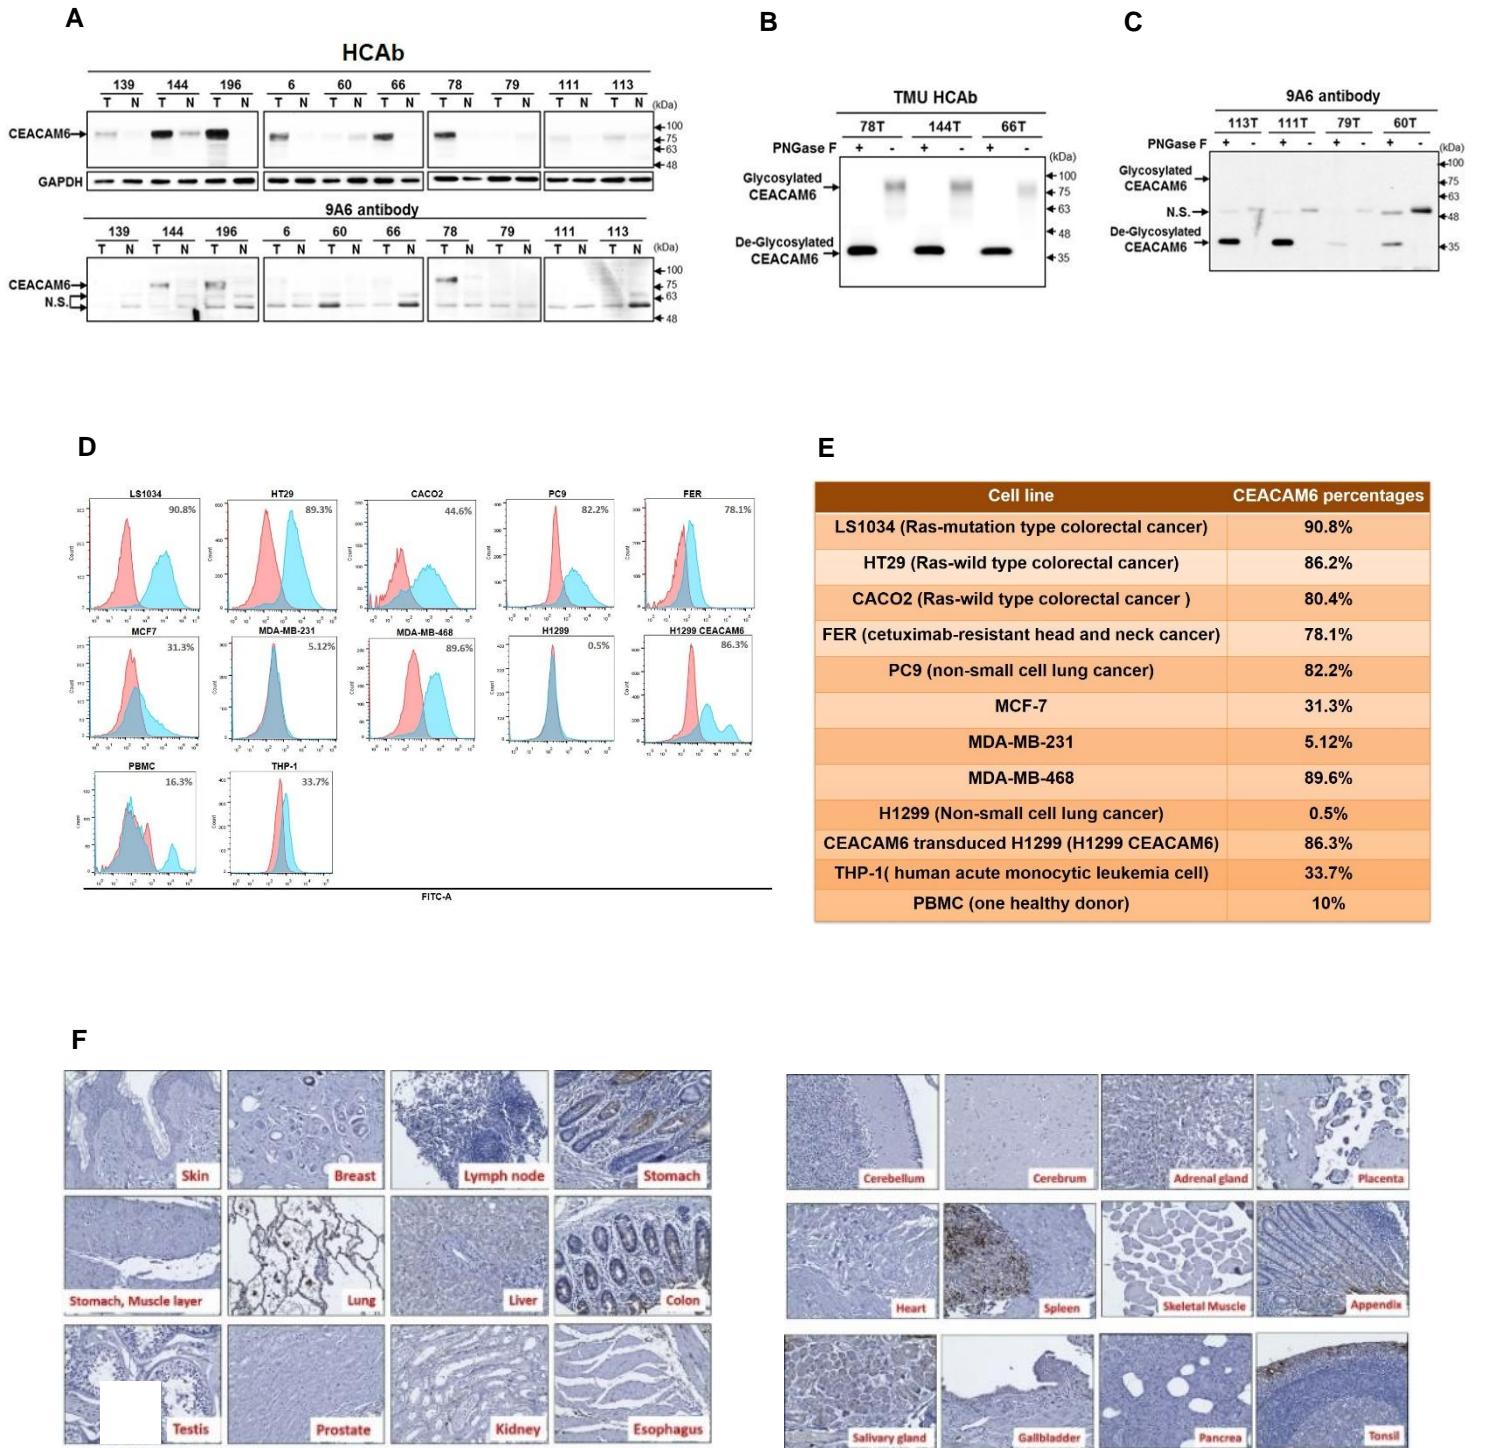 A
HCAb
139 144 196 6 60 66 78 79 111 113
T N T N T N T N T N T N T N T N T N T N (kDa)
CEACAM6
100
75
63
48
GAPDH
9A6 antibody
139 144 196 6 60 66 78 79 111 113
T N T N T N T N T N T N T N T N T N T N (kDa)
CEACAM6
N.S.
100
75
63
48
B
TMU HCAb
78T 144T 66T
PNGase F + - + - + -
(kDa)
Glycosylated
CEACAM6
De-Glycosylated
CEACAM6
100
75
63
48
35
C
9A6 antibody
113T 111T 79T 60T
PNGase F + - + - + - + -
(kDa)
Glycosylated
CEACAM6
N.S.
De-Glycosylated
CEACAM6
100
75
63
48
35
D
LS1034 HT29 CACO2 PC9 FER
90.8% 89.3% 44.6% 82.2% 78.1%
MCF7 MDA-MB-231 MDA-MB-468 H1299 H1299 CEACAM6
31.3% 5.12% 89.6% 0.5% 86.3%
PBMC THP-1
16.3% 33.7%
Count
FITC-A
E
Cell line CEACAM6 percentages
LS1034 (Ras-mutation type colorectal cancer) 90.8%
HT29 (Ras-wild type colorectal cancer) 86.2%
CACO2 (Ras-wild type colorectal cancer ) 80.4%
FER (cetuximab-resistant head and neck cancer) 78.1%
PC9 (non-small cell lung cancer) 82.2%
MCF-7 31.3%
MDA-MB-231 5.12%
MDA-MB-468 89.6%
H1299 (Non-small cell lung cancer) 0.5%
CEACAM6 transduced H1299 (H1299 CEACAM6) 86.3%
THP-1( human acute monocytic leukemia cell) 33.7%
PBMC (one healthy donor) 10%
F
Skin Breast Lymph node Stomach
Stomach, Muscle layer Lung Liver Colon
Testis Prostate Kidney Esophagus
Cerebellum Cerebrum Adrenal gland Placenta
Heart Spleen Skeletal Muscle Appendix
Salivary gland Gallbladder Pancrea Tonsil